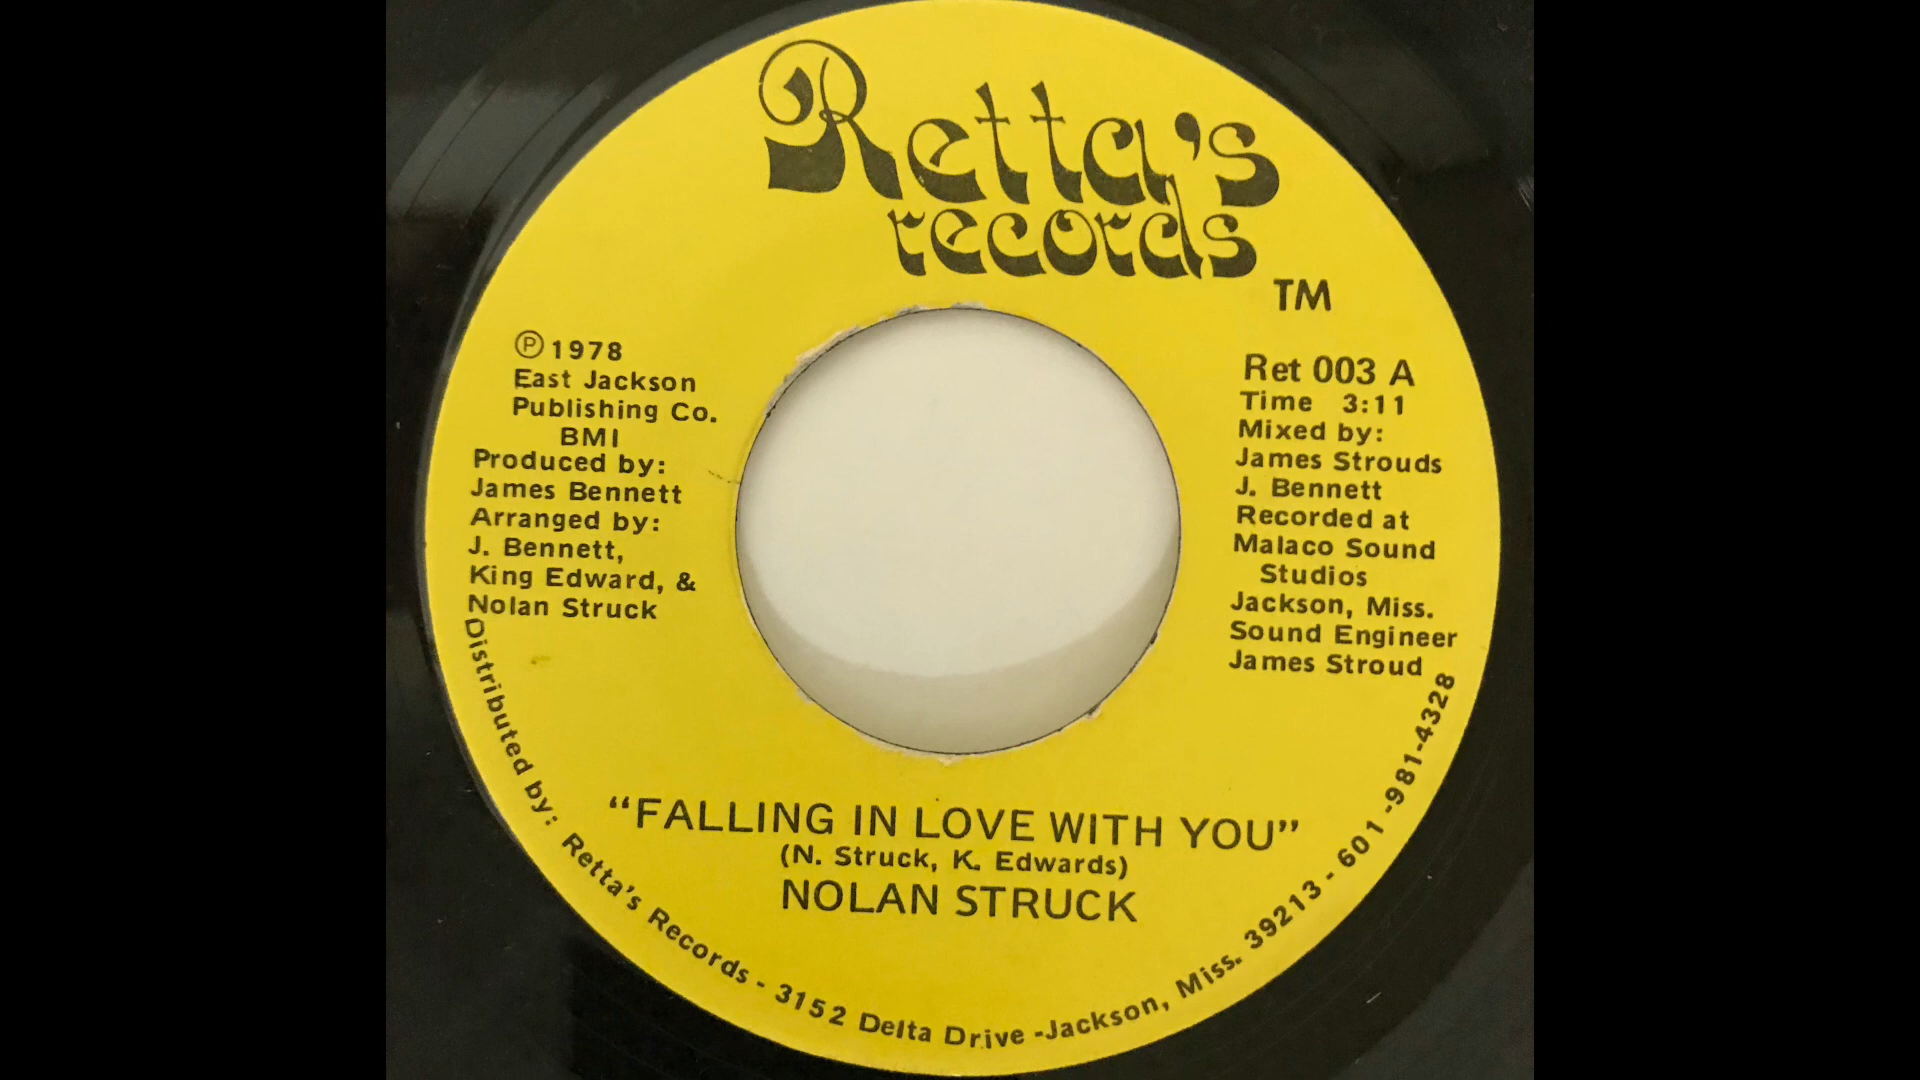 Retta's
records
TM
Ⓟ 1978
East Jackson
Publishing Co.
BMI
Produced by:
James Bennett
Arranged by:
J. Bennett,
King Edward, &
Nolan Struck
Ret 003 A
Time 3:11
Mixed by:
James Strouds
J. Bennett
Recorded at
Malaco Sound
Studios
Jackson, Miss.
Sound Engineer
James Stroud
"FALLING IN LOVE WITH YOU"
(N. Struck, K. Edwards)
NOLAN STRUCK
Distributed by: Retta's Records - 3152 Delta Drive -Jackson, Miss. 39213 - 601 -981-4328